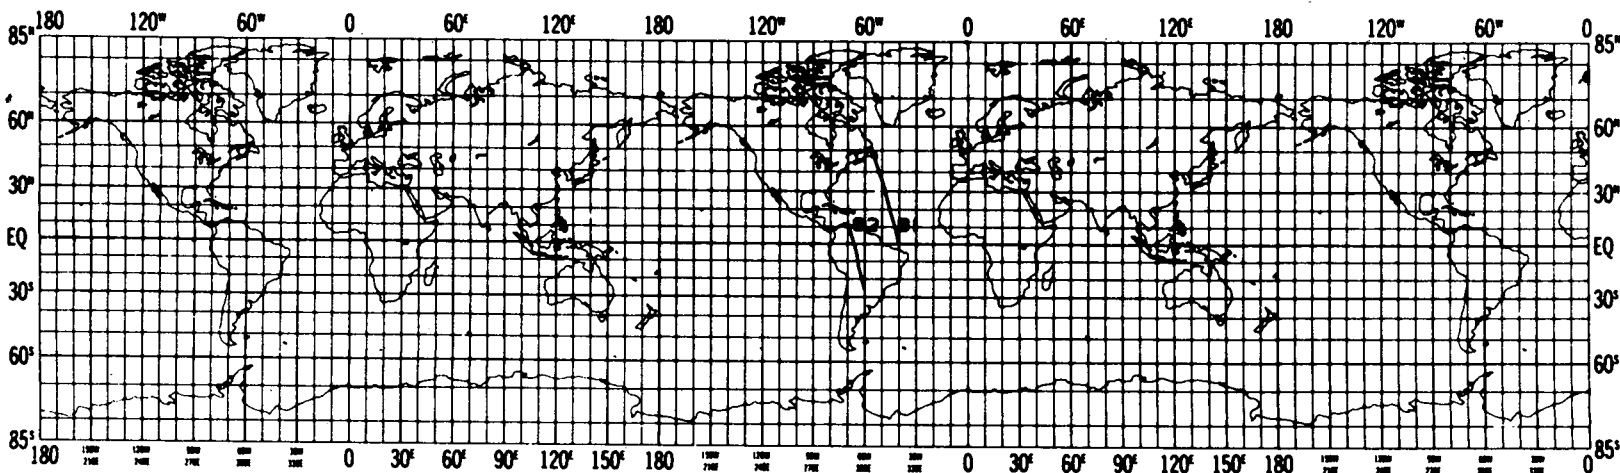 180 120ᵂ 60ᵂ 0 60ᴱ 120ᴱ 180 120ᵂ 60ᵂ 0 60ᴱ 120ᴱ 180 120ᵂ 60ᵂ 0
85ᴺ 85ᴺ
60ᴺ 60ᴺ
30ᴺ 30ᴺ
82 81
EQ EQ
30ˢ 30ˢ
60ˢ 60ˢ
85ˢ 85ˢ
180 0 30ᴱ 60ᴱ 90ᴱ 120ᴱ 150ᴱ 180 0 30ᴱ 60ᴱ 90ᴱ 120ᴱ 150ᴱ 180 0